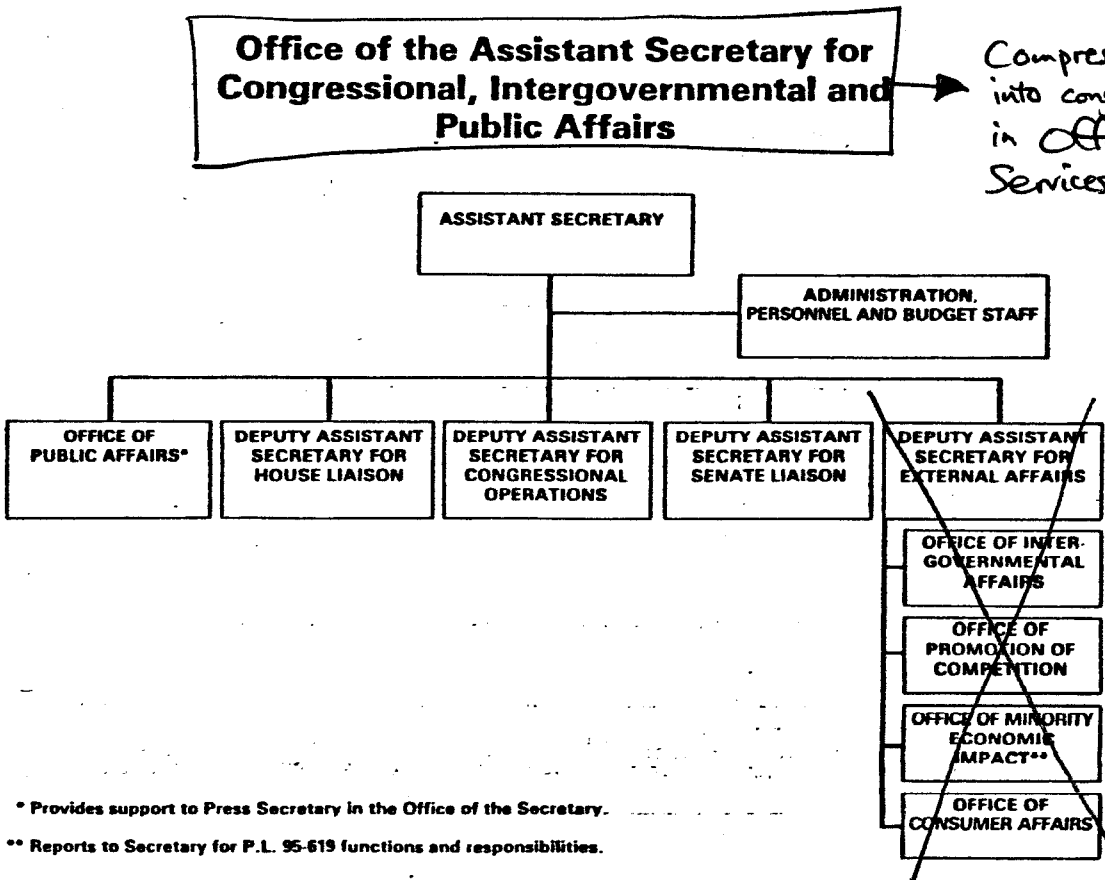 Office of the Assistant Secretary for
Congressional, Intergovernmental and
Public Affairs
into
in
Services
ASSISTANT SECRETARY
ADMINISTRATION,
PERSONNEL AND BUDGET STAFF
OFFICE OF
PUBLIC AFFAIRS*
DEPUTY ASSISTANT
SECRETARY FOR
HOUSE LIAISON
DEPUTY ASSISTANT
SECRETARY FOR
CONGRESSIONAL
OPERATIONS
DEPUTY ASSISTANT
SECRETARY FOR
SENATE LIAISON
DEPUTY ASSISTANT
SECRETARY FOR
EXTERNAL AFFAIRS
OFFICE OF INTER-
GOVERNMENTAL
AFFAIRS
OFFICE OF
PROMOTION OF
COMPETITION
OFFICE OF MINORITY
ECONOMIC
IMPACT**
OFFICE OF
CONSUMER AFFAIRS
* Provides support to Press Secretary in the Office of the Secretary.
** Reports to Secretary for P.L. 95-619 functions and responsibilities.